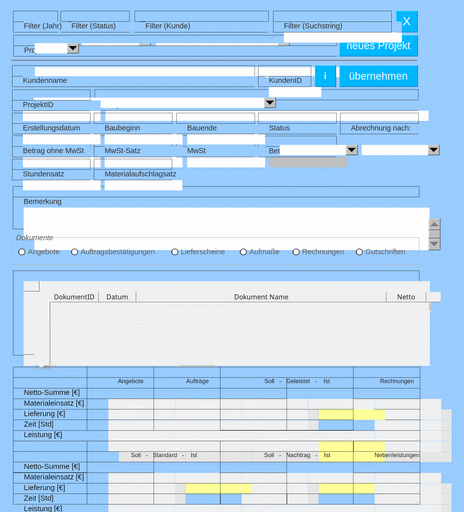 Filter (Jahr) Filter (Status) Filter (Kunde) Filter (Suchstring) X
neues Projekt
Kundenname KundenID i übernehmen
ProjektID
Erstellungsdatum Baubeginn Bauende Status Abrechnung nach:
Betrag ohne MwSt MwSt-Satz MwSt
Stundensatz Materialaufschlagsatz
Bemerkung
Dokumente
Angebote Auftragsbestätigungen Lieferscheine Aufmaße Rechnungen Gutschriften
DokumentID Datum Dokument Name Netto
Angebote Aufträge Soll - Geleistet - Ist Rechnungen
Netto-Summe [€]
Materialeinsatz [€]
Lieferung [€]
Zeit [Std]
Leistung [€]
Soll - Standard - Ist Soll - Nachtrag - Ist Nebenleistungen
Netto-Summe [€]
Materialeinsatz [€]
Lieferung [€]
Zeit [Std]
Leistung [€]